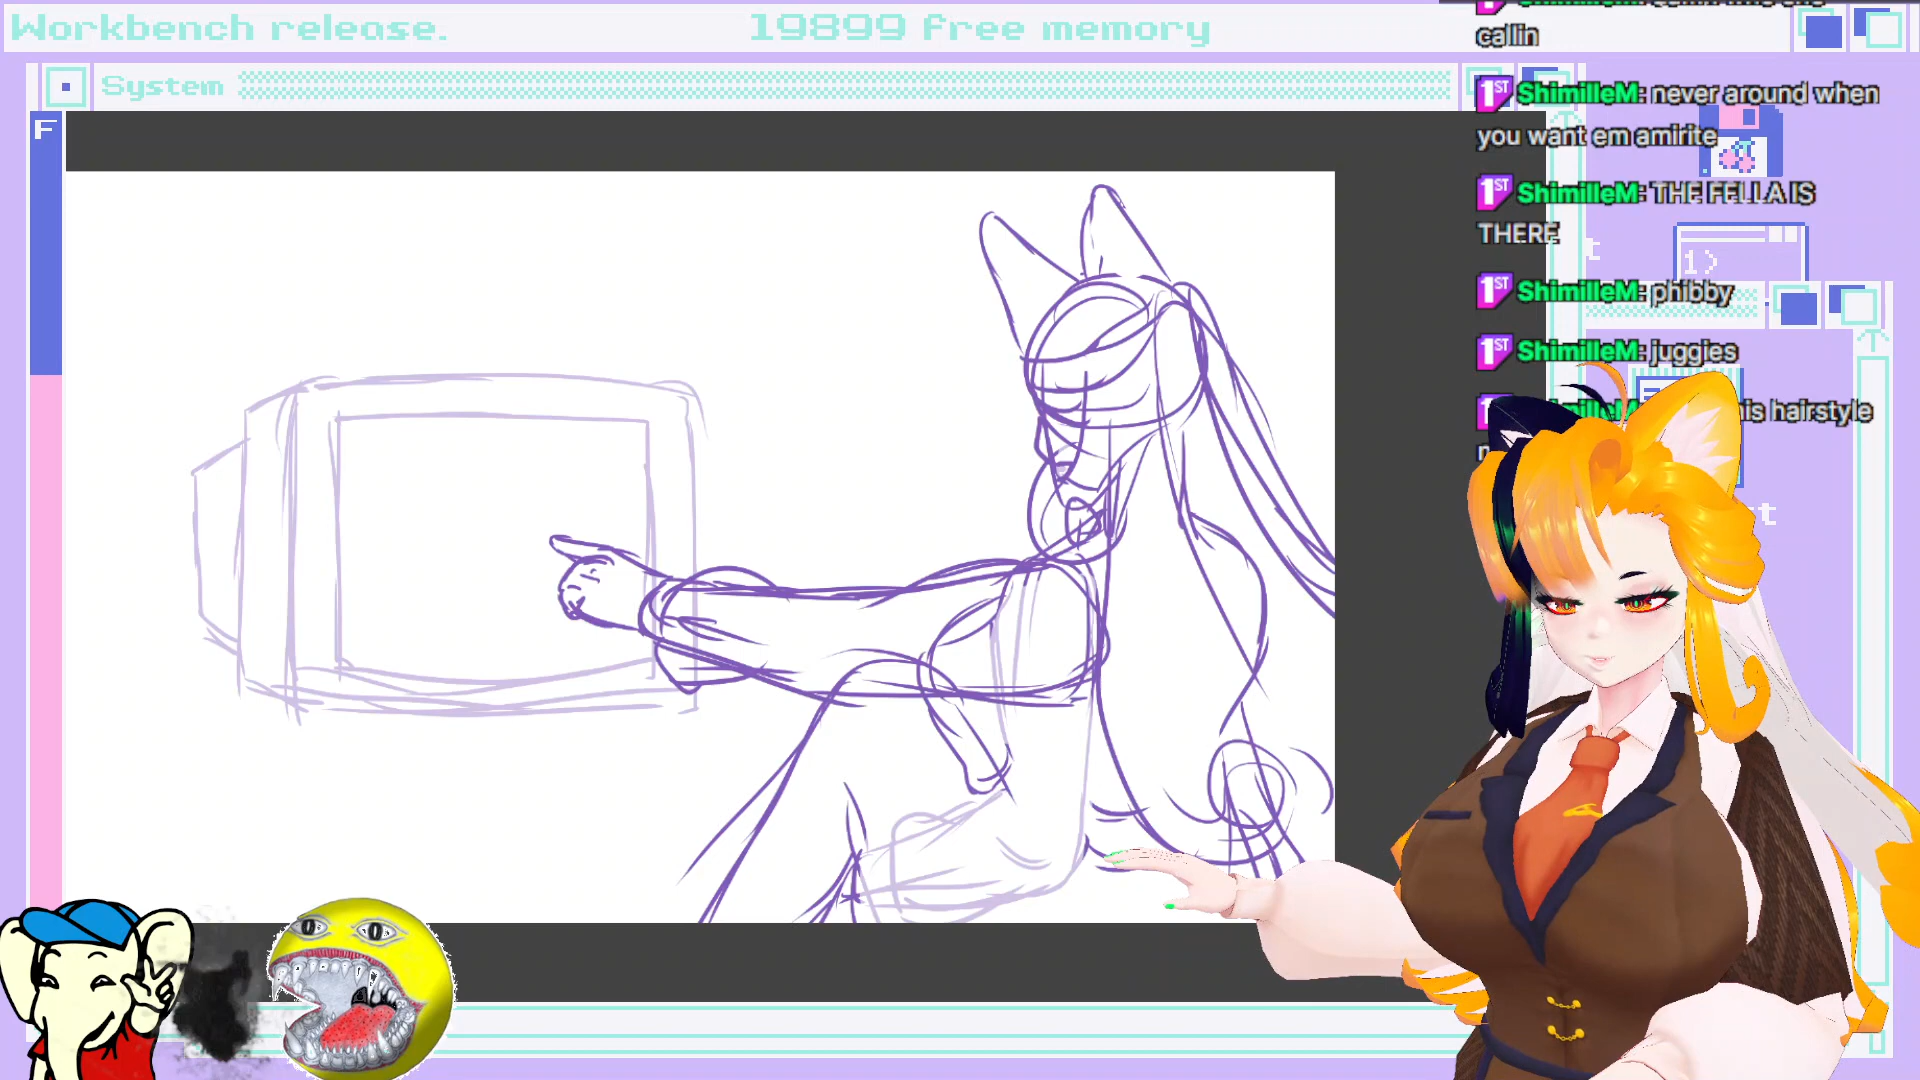 Workbench release.
19899 free memory
callin
System
F
1ST ShimilleM: never around when
you want em amirite
1ST ShimilleM: THE FELLA IS
THERE
1>
1ST ShimilleM: phibby
1ST ShimilleM: juggies
is hairstyle